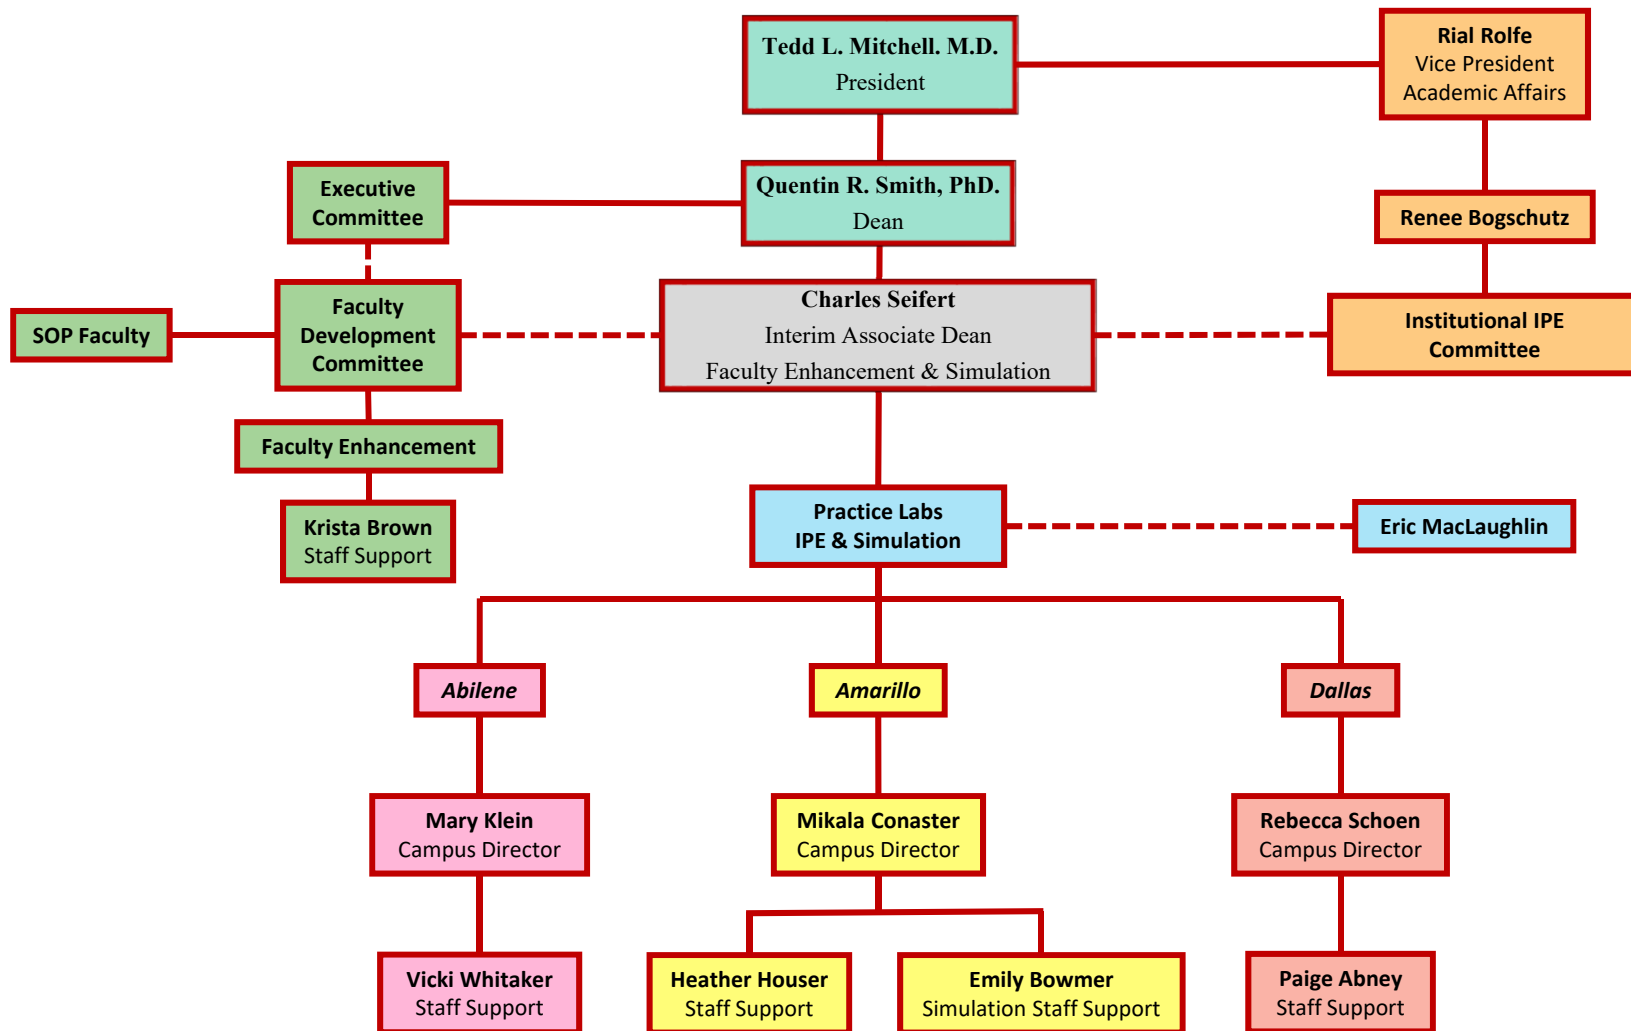 Tedd L. Mitchell. M.D.
President
Rial Rolfe
Vice President
Academic Affairs
Executive
Committee
Quentin R. Smith, PhD.
Dean
Renee Bogschutz
SOP Faculty
Faculty
Development
Committee
Charles Seifert
Interim Associate Dean
Faculty Enhancement & Simulation
Institutional IPE
Committee
Faculty Enhancement
Krista Brown
Staff Support
Practice Labs
IPE & Simulation
Eric MacLaughlin
Abilene
Amarillo
Dallas
Mary Klein
Campus Director
Mikala Conaster
Campus Director
Rebecca Schoen
Campus Director
Vicki Whitaker
Staff Support
Heather Houser
Staff Support
Emily Bowmer
Simulation Staff Support
Paige Abney
Staff Support